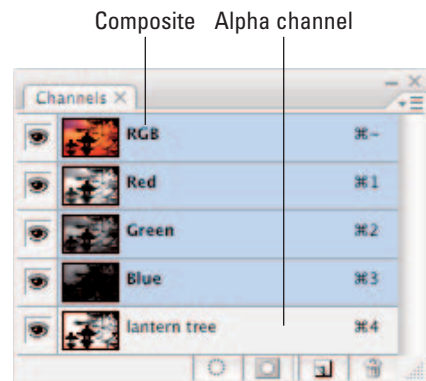 Composite Alpha channel
Channels ×
RGB ⌘~
Red ⌘1
Green ⌘2
Blue ⌘3
lantern tree ⌘4